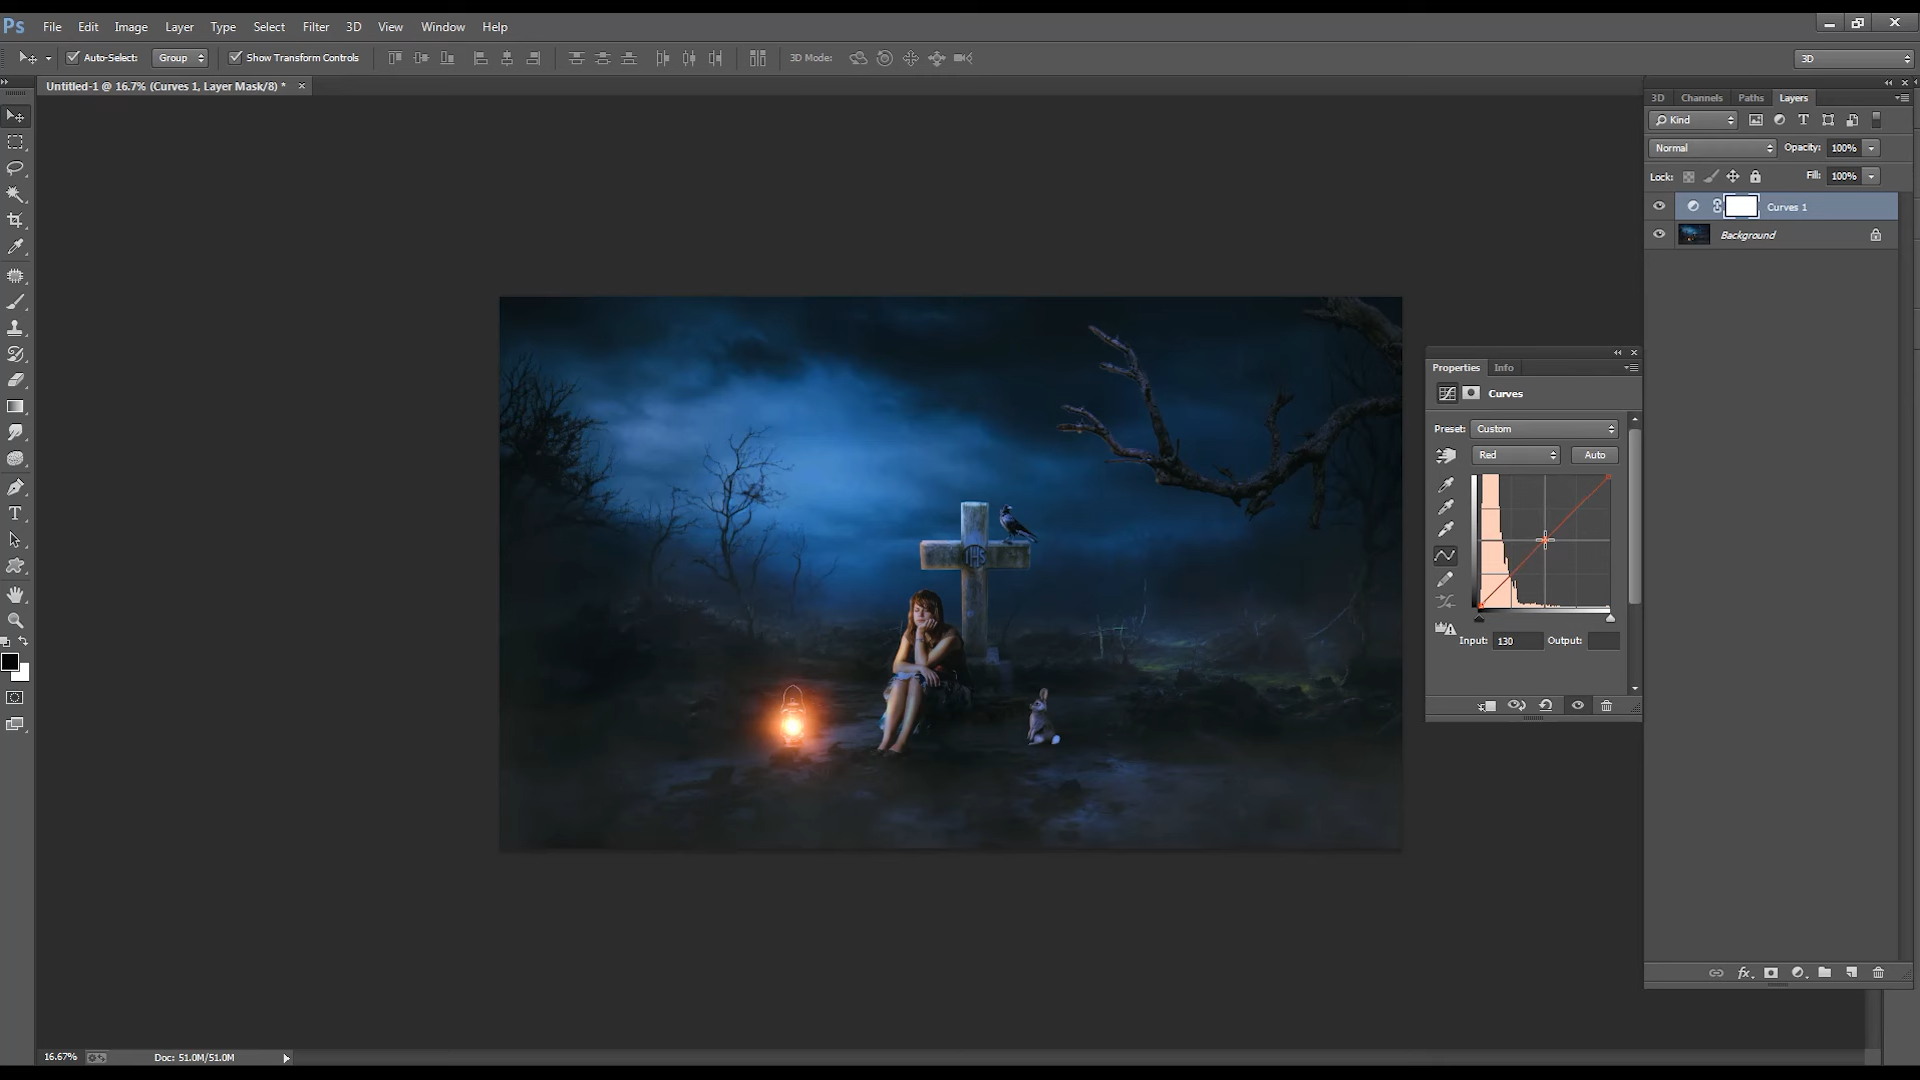 Ps File Edit Image Layer Type Select Filter 3D View Window Help
Auto-Select: Group Show Transform Controls 3D Mode: 3D
Untitled-1 @ 16.7% (Curves 1, Layer Mask/8) * ×
3D Channels Paths Layers
Kind
Normal Opacity: 100%
Lock: Fill: 100%
Curves 1
Background
IHS
Properties Info
Curves
Preset: Custom
Red Auto
Input: 130 Output:
fx
16.67% Doc: 51.0M/51.0M